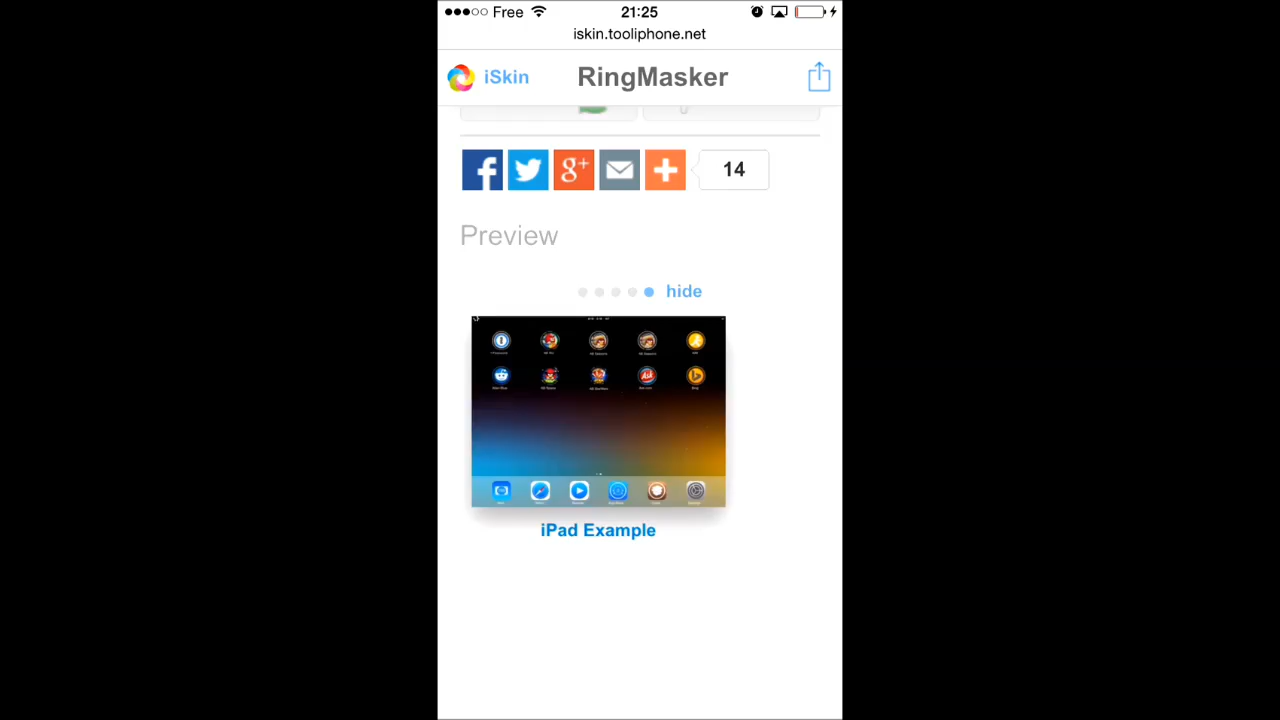 Free 21:25
iskin.tooliphone.net
iSkin RingMasker
f g+ 14
Preview
hide
iPad Example